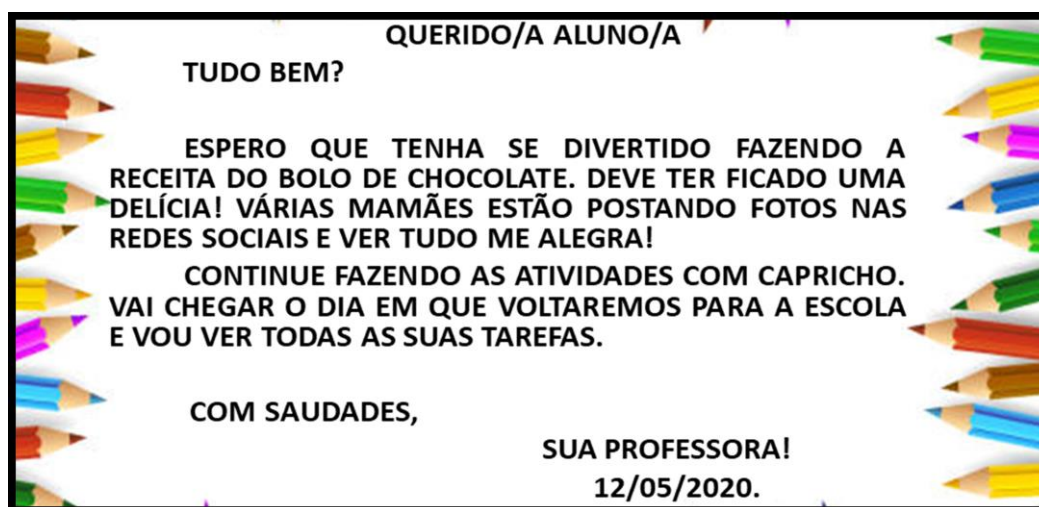 QUERIDO/A ALUNO/A
TUDO BEM?
ESPERO QUE TENHA SE DIVERTIDO FAZENDO A
RECEITA DO BOLO DE CHOCOLATE. DEVE TER FICADO UMA
DELÍCIA! VÁRIAS MAMÃES ESTÃO POSTANDO FOTOS NAS
REDES SOCIAIS E VER TUDO ME ALEGRA!
CONTINUE FAZENDO AS ATIVIDADES COM CAPRICHO.
VAI CHEGAR O DIA EM QUE VOLTAREMOS PARA A ESCOLA
E VOU VER TODAS AS SUAS TAREFAS.
COM SAUDADES,
SUA PROFESSORA!
12/05/2020.